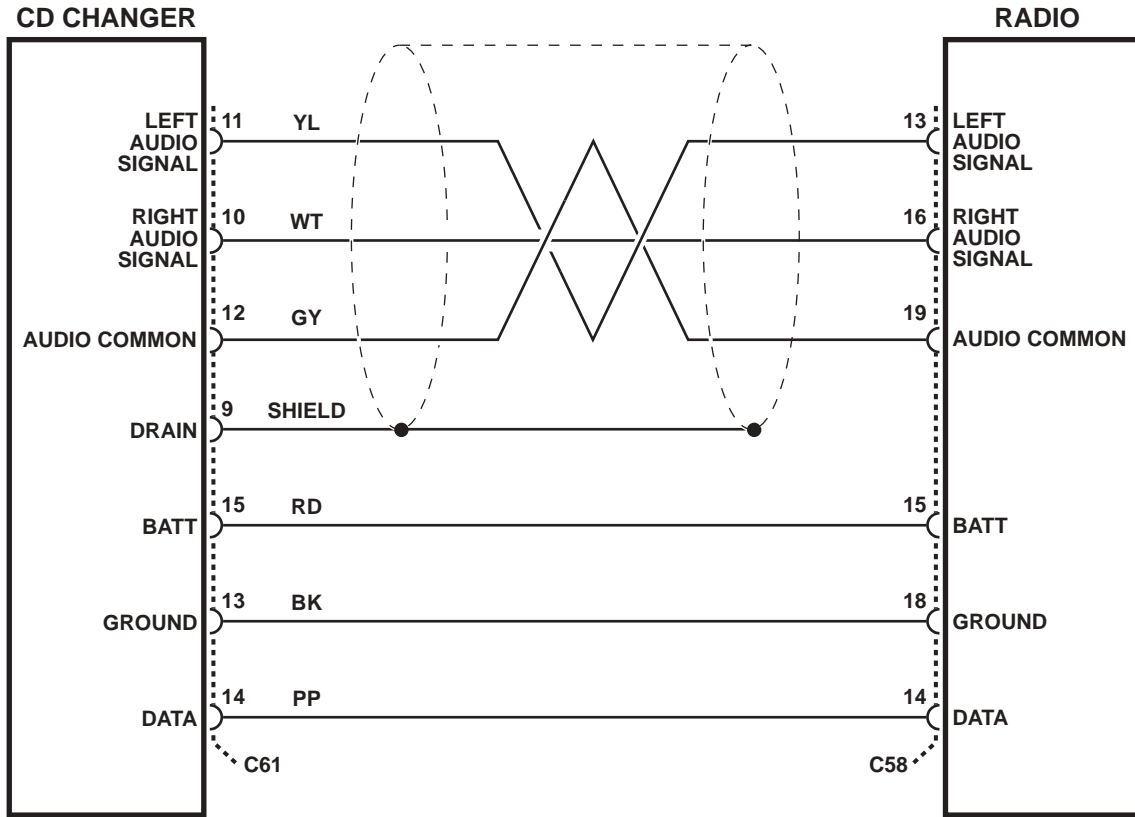 CD CHANGER
RADIO
LEFT
AUDIO
SIGNAL
11
YL
13
LEFT
AUDIO
SIGNAL
RIGHT
AUDIO
SIGNAL
10
WT
16
RIGHT
AUDIO
SIGNAL
AUDIO COMMON
12
GY
19
AUDIO COMMON
DRAIN
9
SHIELD
BATT
15
RD
15
BATT
GROUND
13
BK
18
GROUND
DATA
14
PP
14
DATA
C61
C58